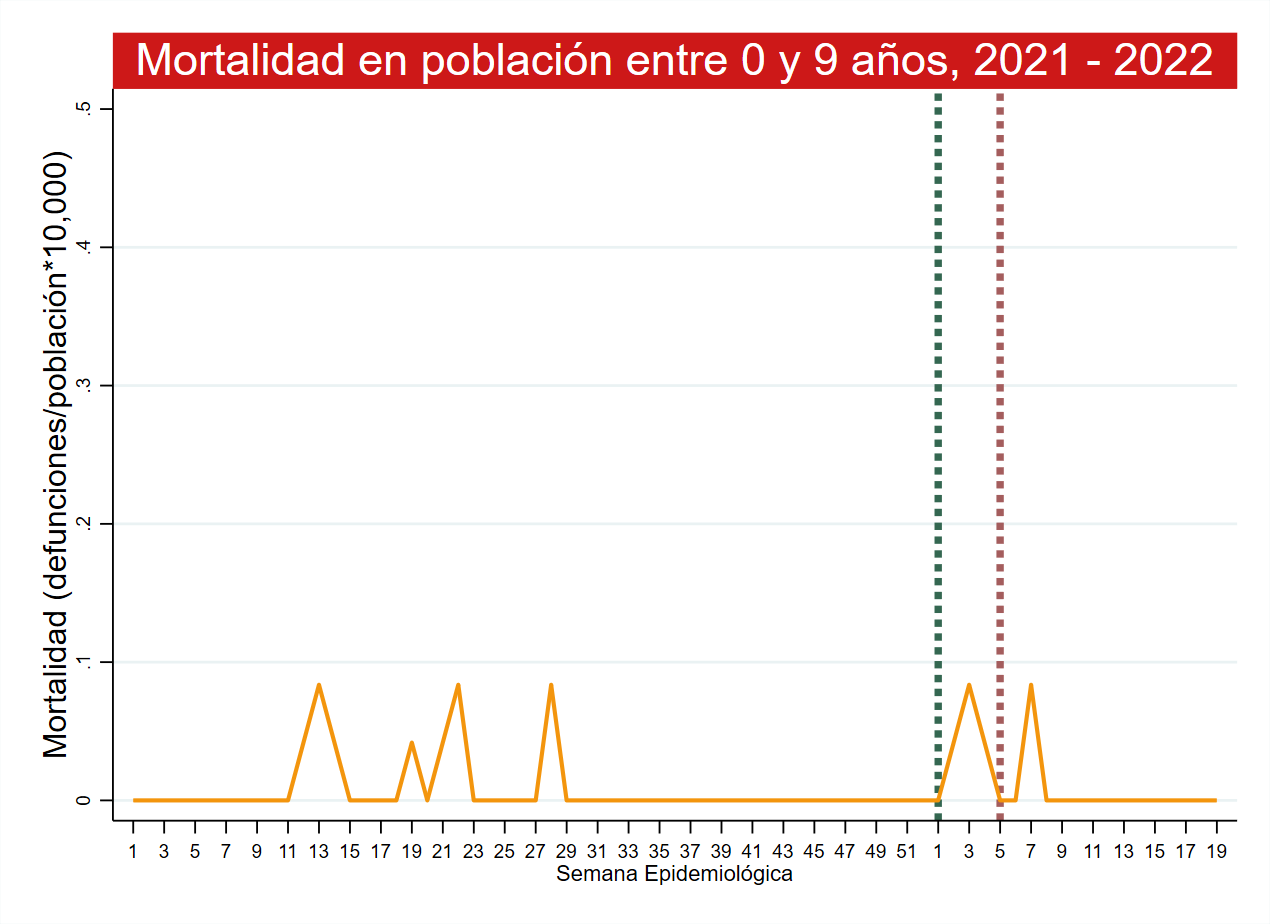 Mortalidad en población entre 0 y 9 años, 2021 - 2022
Mortalidad (defunciones/población*10,000)
.5
.4
.3
.2
.1
0
1 3 5 7 9 11 13 15 17 19 21 23 25 27 29 31 33 35 37 39 41 43 45 47 49 51 1 3 5 7 9 11 13 15 17 19
Semana Epidemiológica